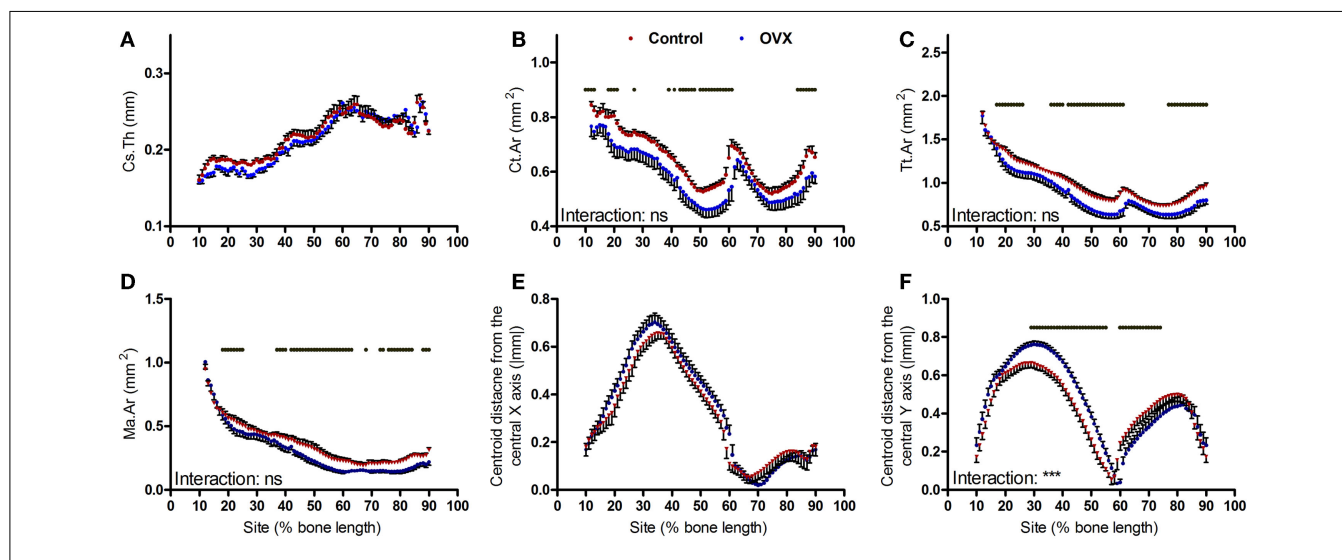 A
Cs.Th (mm)
0.3
0.2
0.1
0 10 20 30 40 50 60 70 80 90 100
B
Control OVX
Ct.Ar (mm²)
1.0
0.8
0.6
0.4
Interaction: ns
0 10 20 30 40 50 60 70 80 90 100
C
Tt.Ar (mm²)
2.5
2.0
1.5
1.0
0.5
Interaction: ns
0 10 20 30 40 50 60 70 80 90 100
D
Ma.Ar (mm²)
1.5
1.0
0.5
0.0
Interaction: ns
0 10 20 30 40 50 60 70 80 90 100
Site (% bone length)
E
Centroid distacne from the
central X axis (|mm|)
0.8
0.6
0.4
0.2
0.0
0 10 20 30 40 50 60 70 80 90 100
Site (% bone length)
F
Centroid distacne from the
central Y axis (|mm|)
1.0
0.8
0.6
0.4
0.2
0.0
Interaction: ***
0 10 20 30 40 50 60 70 80 90 100
Site (% bone length)